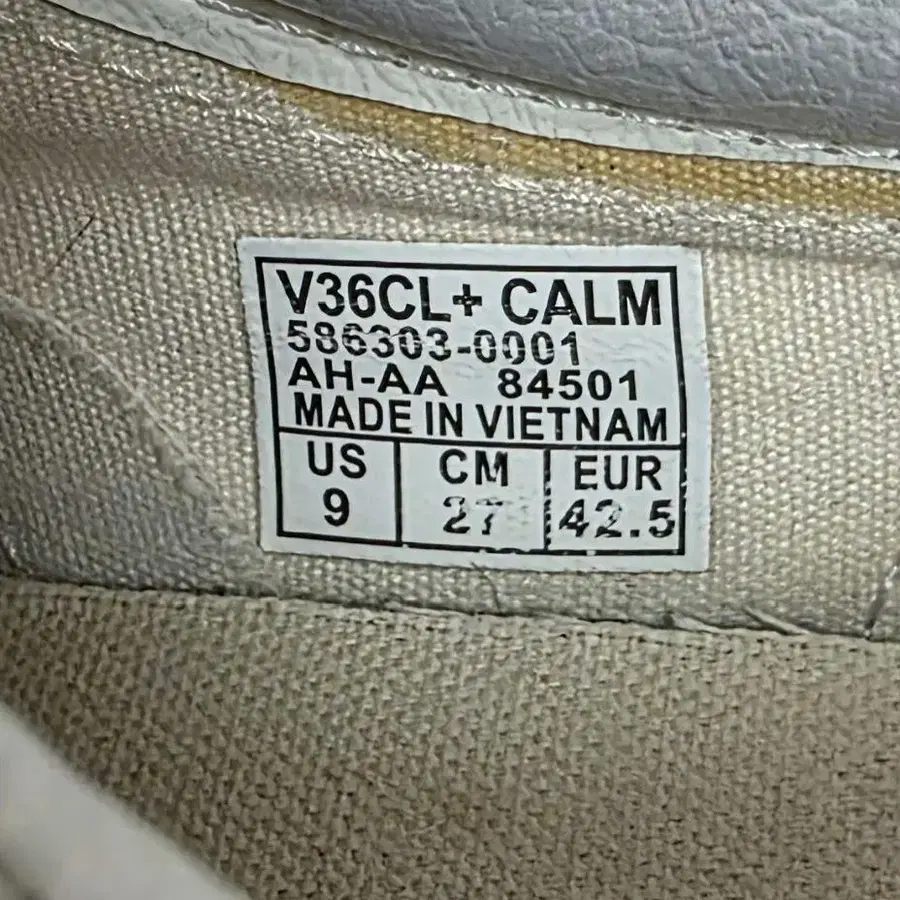 V36CL+ CALM
586303-0001
AH-AA 84501
MADE IN VIETNAM
US CM EUR
9 27 42.5